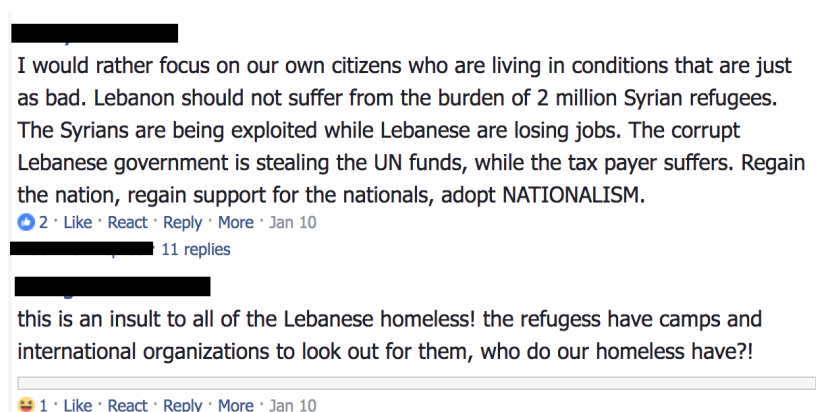 I would rather focus on our own citizens who are living in conditions that are just
as bad. Lebanon should not suffer from the burden of 2 million Syrian refugees.
The Syrians are being exploited while Lebanese are losing jobs. The corrupt
Lebanese government is stealing the UN funds, while the tax payer suffers. Regain
the nation, regain support for the nationals, adopt NATIONALISM.
2 · Like · React · Reply · More · Jan 10
11 replies
this is an insult to all of the Lebanese homeless! the refugess have camps and
international organizations to look out for them, who do our homeless have?!
1 · Like · React · Reply · More · Jan 10